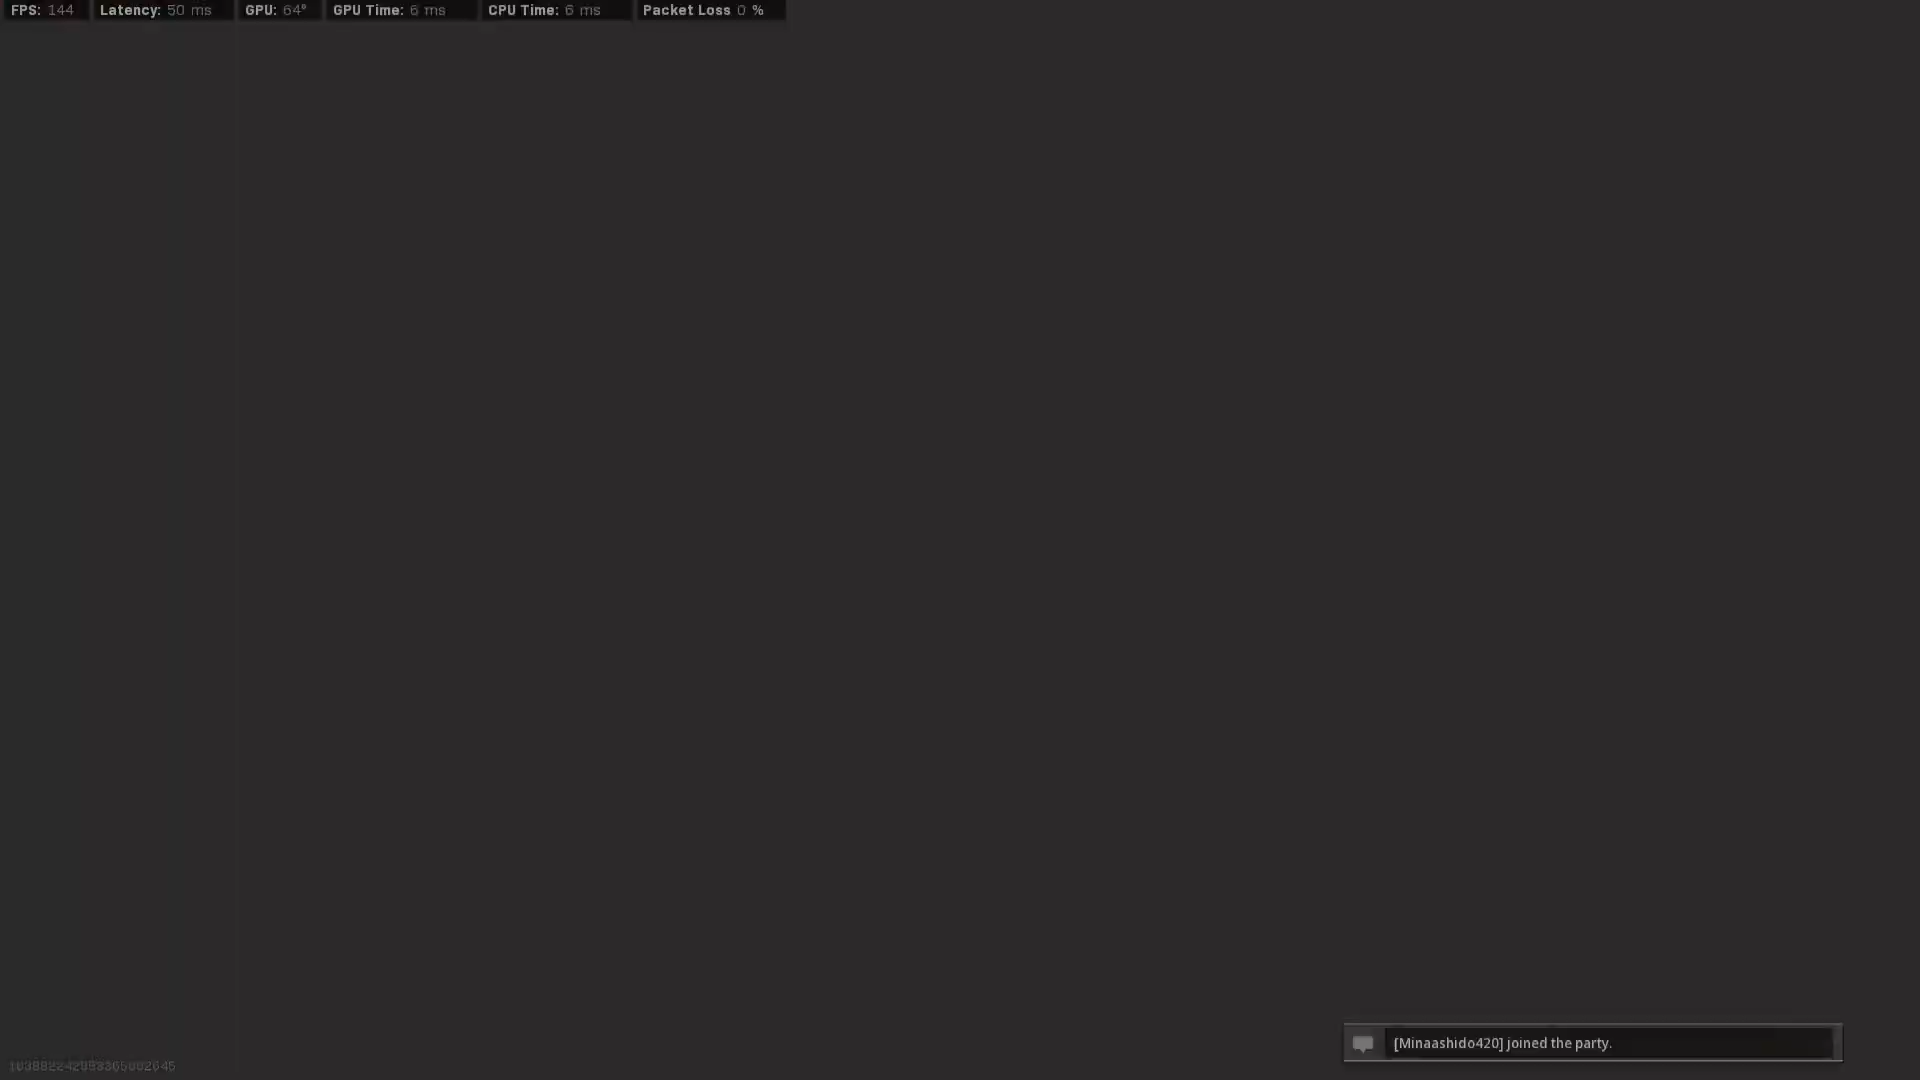 FPS: 144 Latency: 50 ms GPU: 64° GPU Time: 6 ms CPU Time: 6 ms Packet Loss 0 %
[Minaashido420] joined the party.